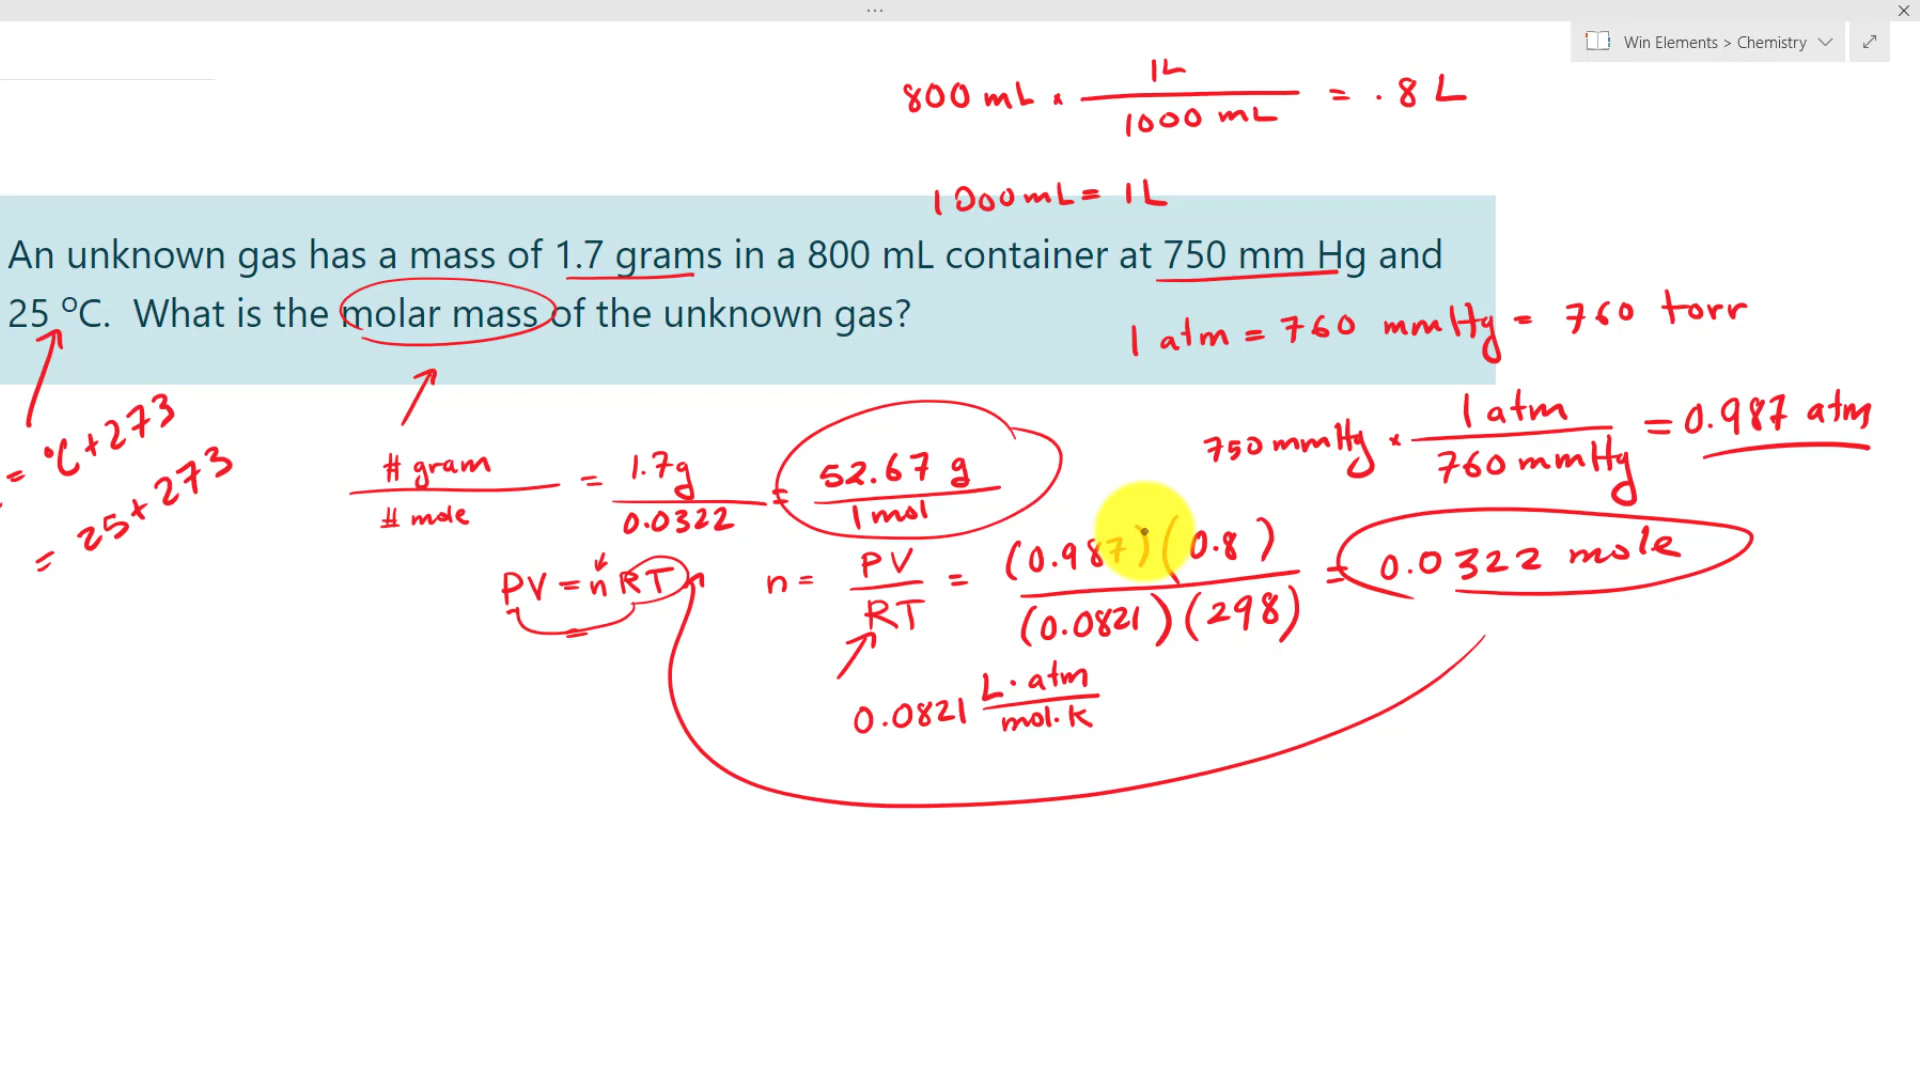 Win Elements > Chemistry
800 mL × 1L / 1000 mL = .8 L
1000mL = 1L
An unknown gas has a mass of 1.7 grams in a 800 mL container at 750 mm Hg and
25 °C. What is the molar mass of the unknown gas?
1 atm = 760 mmHg = 760 torr
750 mmHg × 1 atm / 760 mmHg = 0.987 atm
= °C + 273
= 25 + 273
# gram / # mole = 1.7g / 0.0322 = 52.67 g / 1 mol
PV = nRT
n = PV / RT = (0.987)(0.8) / (0.0821)(298) = 0.0322 mole
0.0821 L·atm / mol·K